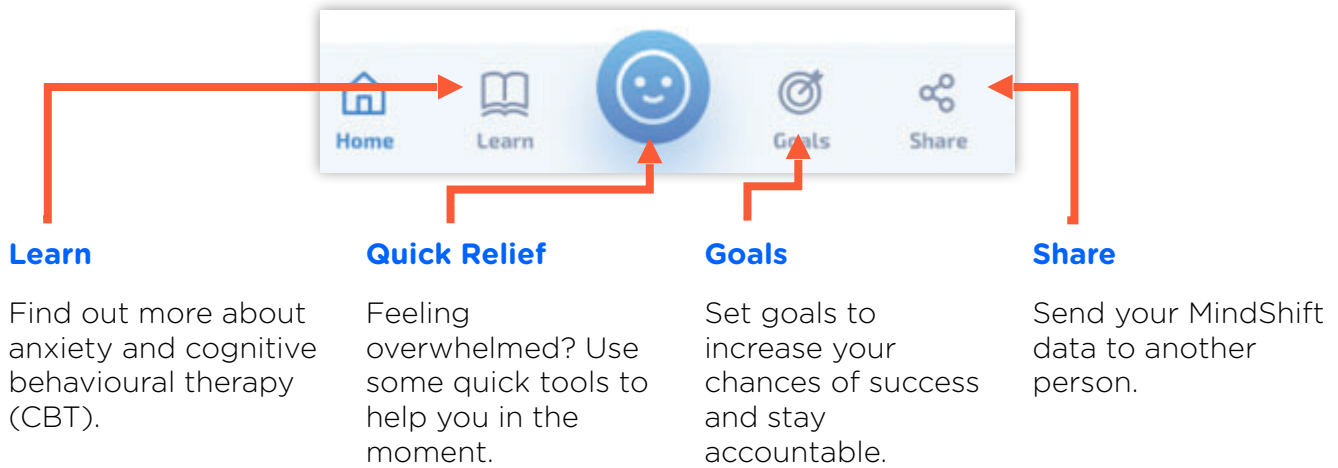 Home
Learn
Goals
Share
Learn
Find out more about
anxiety and cognitive
behavioural therapy
(CBT).
Quick Relief
Feeling
overwhelmed? Use
some quick tools to
help you in the
moment.
Goals
Set goals to
increase your
chances of success
and stay
accountable.
Share
Send your MindShift
data to another
person.